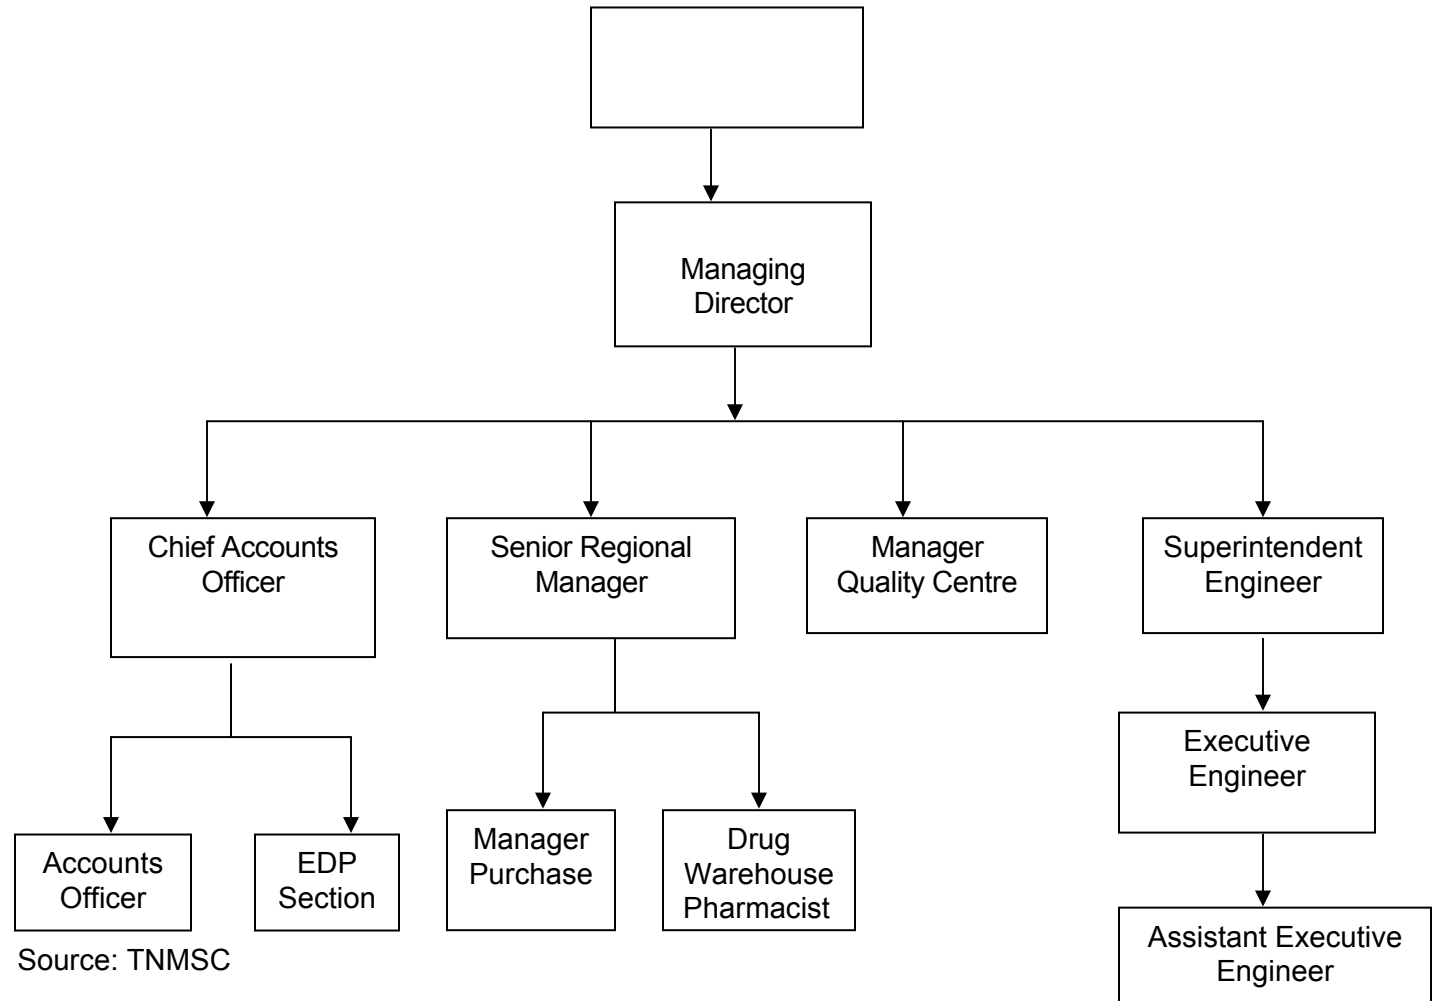 Managing
Director
Chief Accounts
Officer
Senior Regional
Manager
Manager
Quality Centre
Superintendent
Engineer
Executive
Engineer
Accounts
Officer
EDP
Section
Manager
Purchase
Drug
Warehouse
Pharmacist
Assistant Executive
Engineer
Source: TNMSC